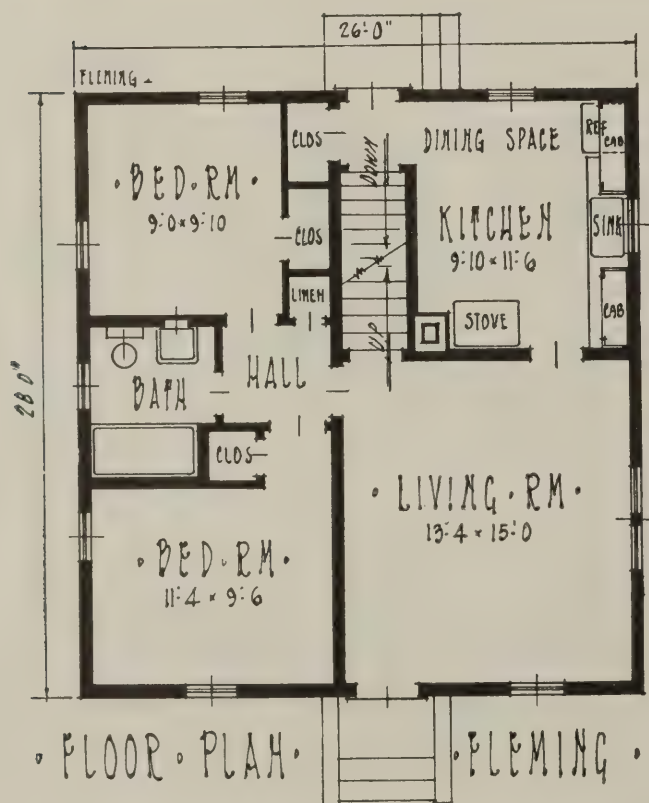 26'-0"
FLEMING -
CLOS
DOWN
DINING SPACE
REF
CAB
· BED · RM ·
9'-0 × 9'-10
CLOS
KITCHEN
9'-10 × 11'-6
SINK
LINEN
CAB
STOVE
UP
HALL
BATH
28'0"
CLOS
· LIVING · RM ·
13'-4 × 15'-0
· BED · RM ·
11'-4 × 9'-6
· FLOOR · PLAN · · FLEMING ·